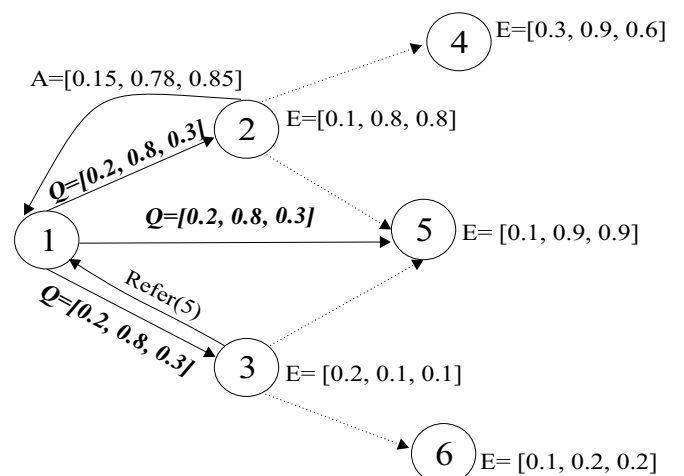 4
E=[0.3, 0.9, 0.6]
A=[0.15, 0.78, 0.85]
2
E=[0.1, 0.8, 0.8]
Q=[0.2, 0.8, 0.3]
Q=[0.2, 0.8, 0.3]
5
E= [0.1, 0.9, 0.9]
1
Refer(5)
Q=[0.2, 0.8, 0.3]
3
E= [0.2, 0.1, 0.1]
6
E= [0.1, 0.2, 0.2]